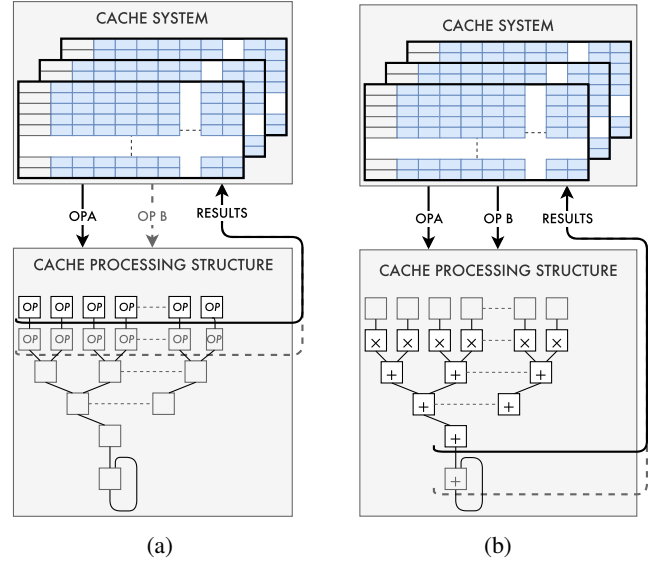 CACHE SYSTEM
OPA
OP B
RESULTS
CACHE PROCESSING STRUCTURE
OP OP OP OP OP OP
OP OP OP OP OP OP
(a)
CACHE SYSTEM
OPA
OP B
RESULTS
CACHE PROCESSING STRUCTURE
× × × × × ×
+ + +
+ +
+
+
(b)